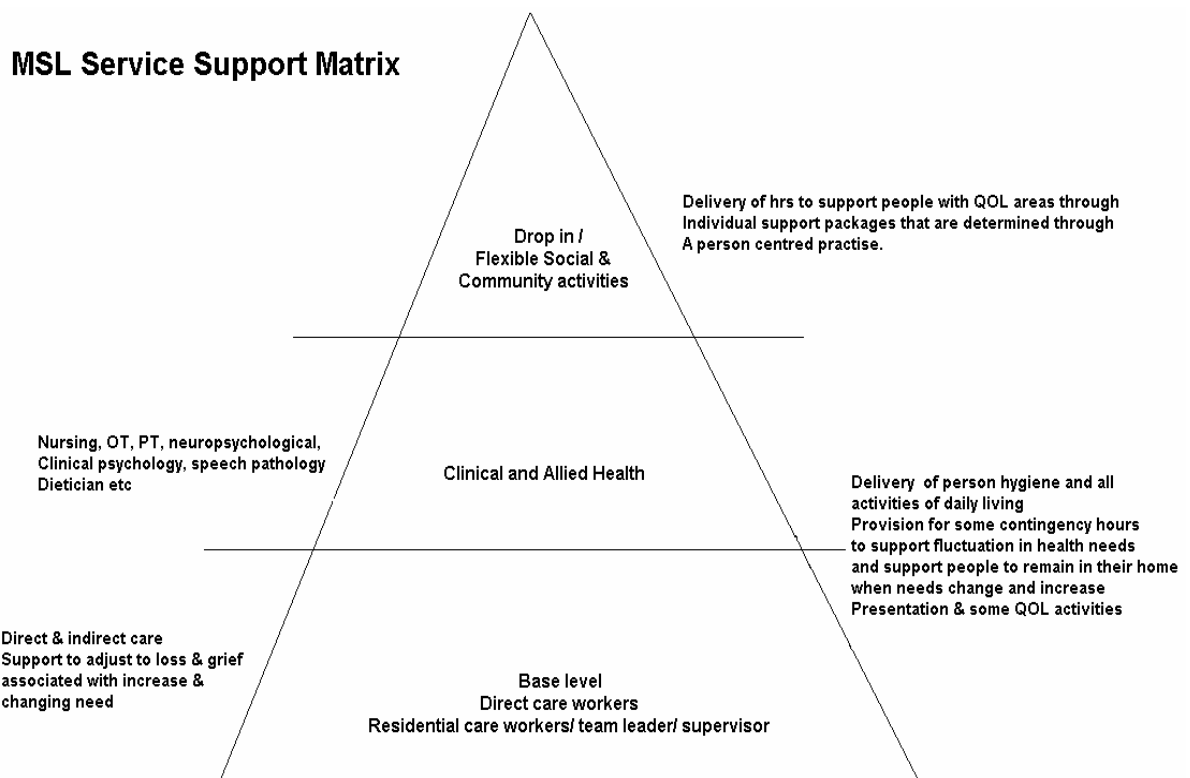 MSL Service Support Matrix
Delivery of hrs to support people with QOL areas through
Individual support packages that are determined through
A person centred practise.
Drop in /
Flexible Social &
Community activities
Nursing, OT, PT, neuropsychological,
Clinical psychology, speech pathology
Dietician etc
Clinical and Allied Health
Delivery of person hygiene and all
activities of daily living
Provision for some contingency hours
to support fluctuation in health needs
and support people to remain in their home
when needs change and increase
Presentation & some QOL activities
Direct & indirect care
Support to adjust to loss & grief
associated with increase &
changing need
Base level
Direct care workers
Residential care workers/ team leader/ supervisor